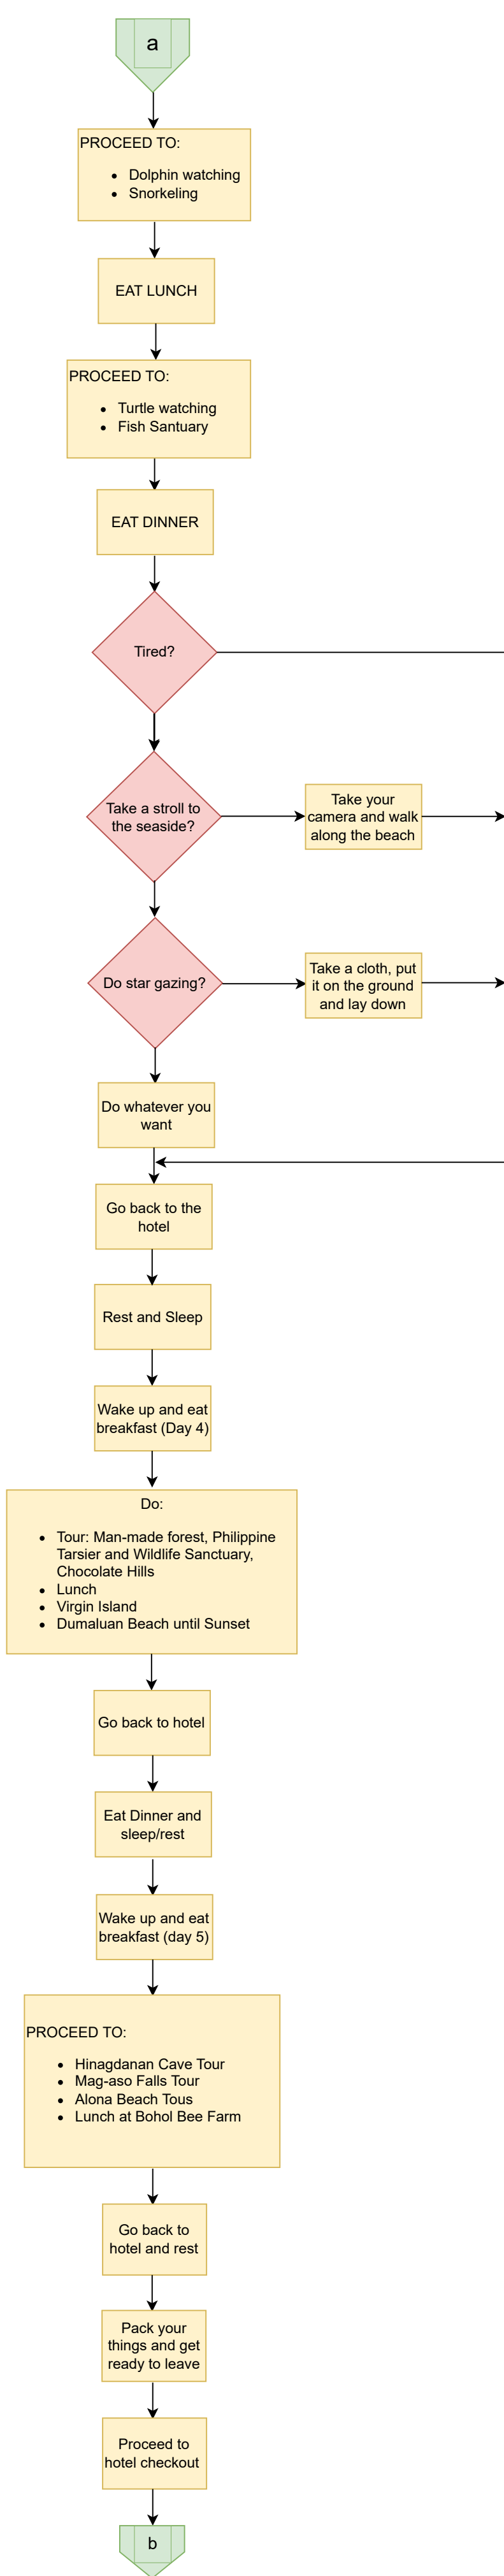 a
PROCEED TO:
• Dolphin watching
• Snorkeling
EAT LUNCH
PROCEED TO:
• Turtle watching
• Fish Santuary
EAT DINNER
Tired?
Take a stroll to
the seaside?
Take your
camera and walk
along the beach
Do star gazing?
Take a cloth, put
it on the ground
and lay down
Do whatever you
want
Go back to the
hotel
Rest and Sleep
Wake up and eat
breakfast (Day 4)
Do:
• Tour: Man-made forest, Philippine
Tarsier and Wildlife Sanctuary,
Chocolate Hills
• Lunch
• Virgin Island
• Dumaluan Beach until Sunset
Go back to hotel
Eat Dinner and
sleep/rest
Wake up and eat
breakfast (day 5)
PROCEED TO:
• Hinagdanan Cave Tour
• Mag-aso Falls Tour
• Alona Beach Tous
• Lunch at Bohol Bee Farm
Go back to
hotel and rest
Pack your
things and get
ready to leave
Proceed to
hotel checkout
b